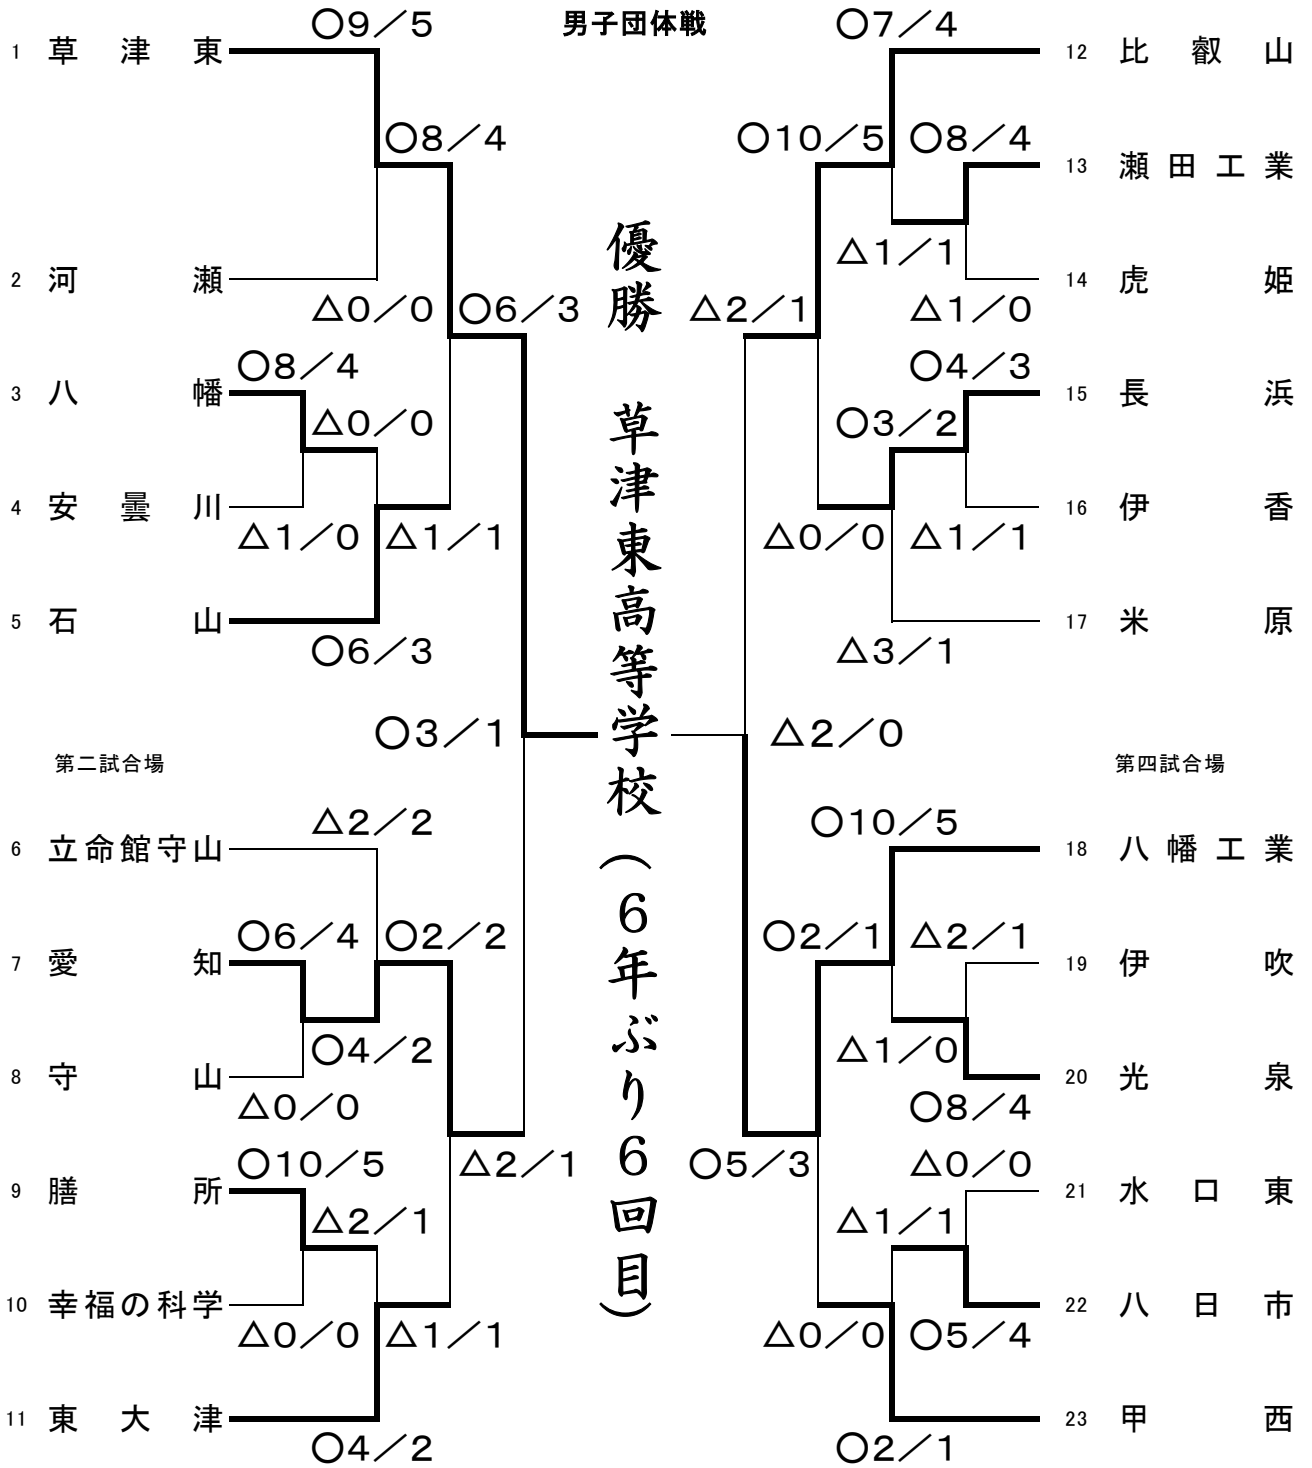 男子団体戦
○9／5
○7／4
1 草津東
12 比叡山
○8／4
○10／5
○8／4
13 瀬田工業
△1／1
2 河瀬
14 虎姫
△0／0
○6／3
△2／1
△1／0
○8／4
○4／3
3 八幡
15 長浜
△0／0
○3／2
4 安曇川
16 伊香
△1／0
△1／1
△0／0
△1／1
5 石山
17 米原
○6／3
△3／1
○3／1
△2／0
第二試合場
第四試合場
△2／2
○10／5
6 立命館守山
18 八幡工業
○6／4
○2／2
○2／1
△2／1
7 愛知
19 伊吹
○4／2
△1／0
8 守山
20 光泉
△0／0
○8／4
○10／5
△2／1
○5／3
△0／0
9 膳所
21 水口東
△2／1
△1／1
10 幸福の科学
22 八日市
△0／0
△1／1
△0／0
○5／4
11 東大津
23 甲西
○4／2
○2／1
優勝 草津東高等学校（6年ぶり6回目）